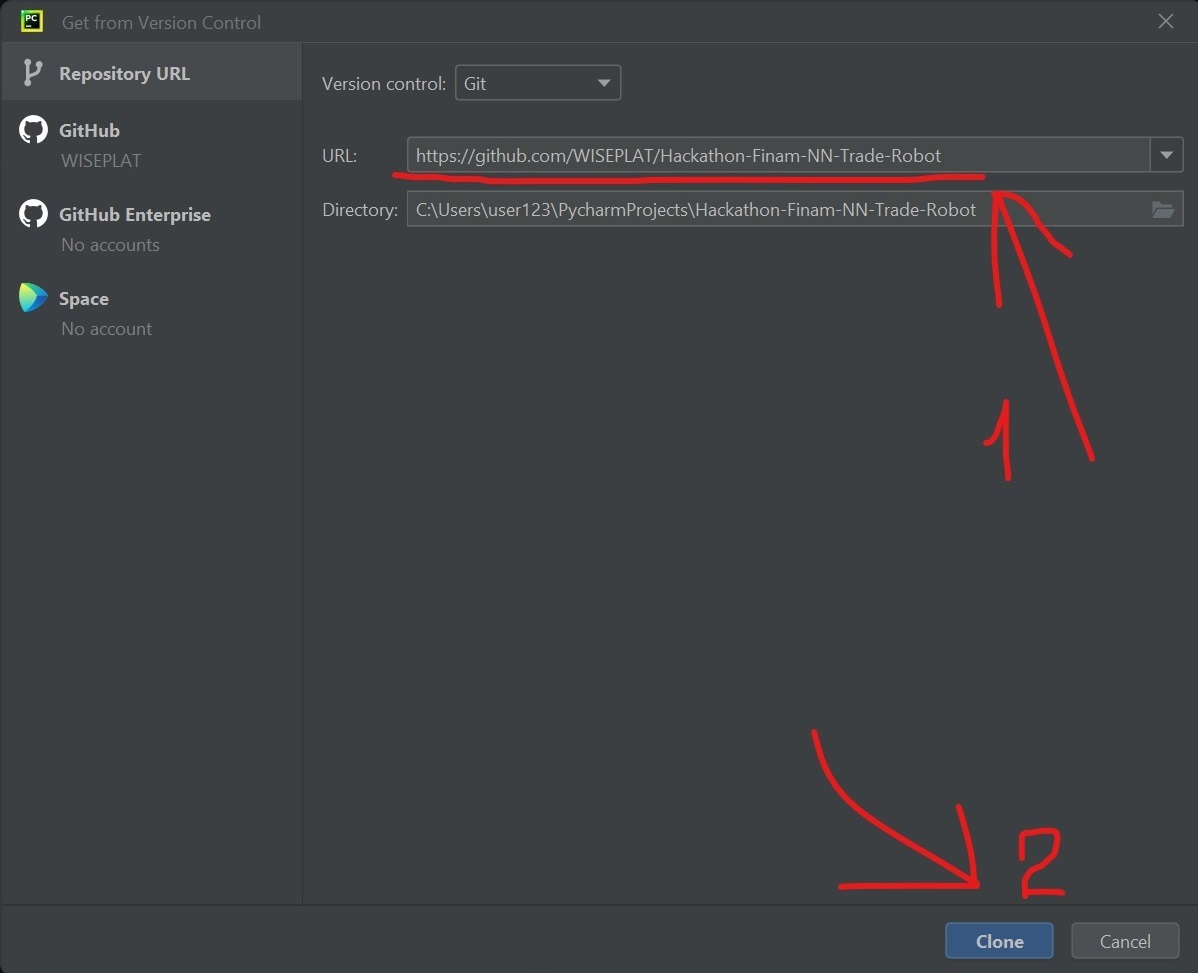 PC
Get from Version Control
Repository URL
GitHub
WISEPLAT
GitHub Enterprise
No accounts
Space
No account
Version control: Git
URL: https://github.com/WISEPLAT/Hackathon-Finam-NN-Trade-Robot
Directory: C:\Users\user123\PycharmProjects\Hackathon-Finam-NN-Trade-Robot
1
2
Clone Cancel